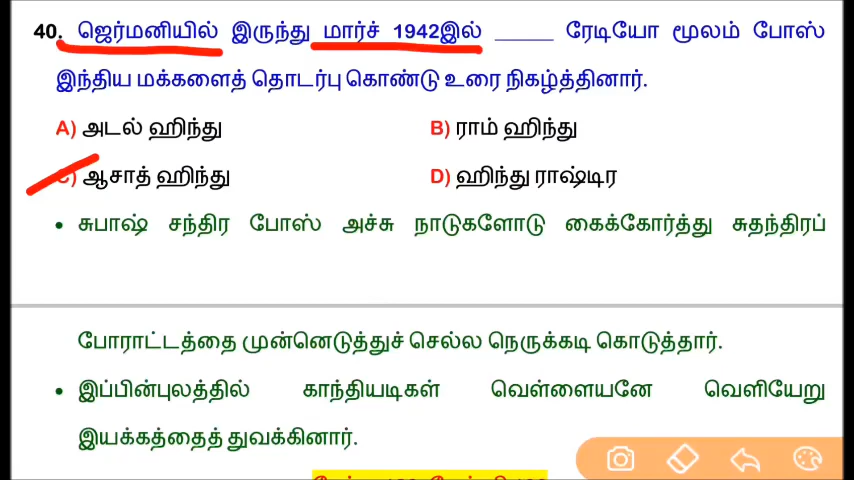 40. ஜெர்மனியில் இருந்து மார்ச் 1942இல் _____ ரேடியோ மூலம் போஸ்
இந்திய மக்களைத் தொடர்பு கொண்டு உரை நிகழ்த்தினார்.
A) அடல் ஹிந்து B) ராம் ஹிந்து
C) ஆசாத் ஹிந்து D) ஹிந்து ராஷ்டிர
• சுபாஷ் சந்திர போஸ் அச்சு நாடுகளோடு கைக்கோர்த்து சுதந்திரப்
போராட்டத்தை முன்னெடுத்துச் செல்ல நெருக்கடி கொடுத்தார்.
• இப்பின்புலத்தில் காந்தியடிகள் வெள்ளையனே வெளியேறு
இயக்கத்தைத் துவக்கினார்.